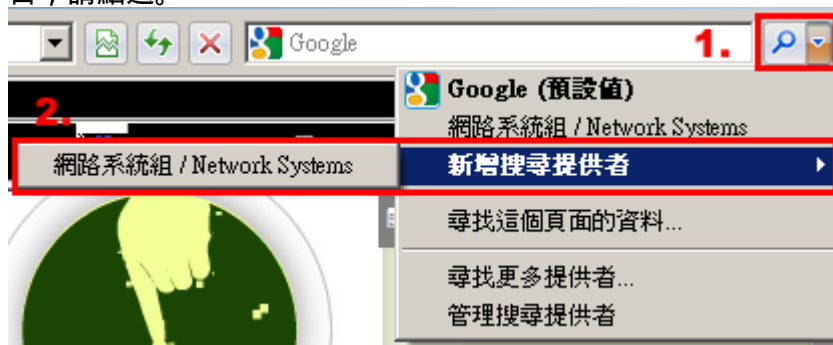 Google
1.
Google (預設值)
2.
網路系統組 / Network Systems
網路系統組 / Network Systems
新增搜尋提供者
尋找這個頁面的資料...
尋找更多提供者...
管理搜尋提供者